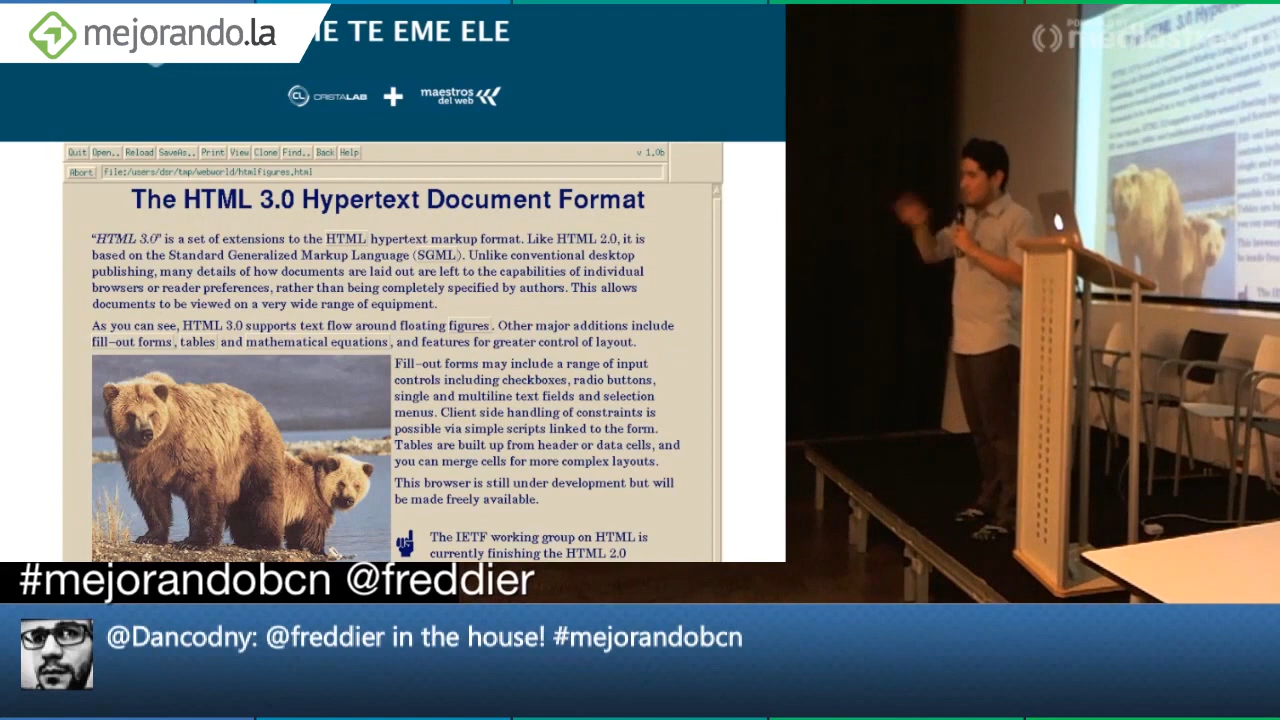 mejorando.la
E TE EME ELE
CL CRISTALAB + maestros del web
Quit Open.. Reload SaveAs.. Print View Clone Find.. Back Help v 1.0b
Abort file:/users/dsr/tmp/webworld/htmlfigures.html
The HTML 3.0 Hypertext Document Format
“HTML 3.0” is a set of extensions to the HTML hypertext markup format. Like HTML 2.0, it is
based on the Standard Generalized Markup Language (SGML). Unlike conventional desktop
publishing, many details of how documents are laid out are left to the capabilities of individual
browsers or reader preferences, rather than being completely specified by authors. This allows
documents to be viewed on a very wide range of equipment.
As you can see, HTML 3.0 supports text flow around floating figures. Other major additions include
fill-out forms, tables and mathematical equations, and features for greater control of layout.
Fill-out forms may include a range of input
controls including checkboxes, radio buttons,
single and multiline text fields and selection
menus. Client side handling of constraints is
possible via simple scripts linked to the form.
Tables are built up from header or data cells, and
you can merge cells for more complex layouts.
This browser is still under development but will
be made freely available.
The IETF working group on HTML is
currently finishing the HTML 2.0
#mejorandobcn @freddier
@Dancodny: @freddier in the house! #mejorandobcn